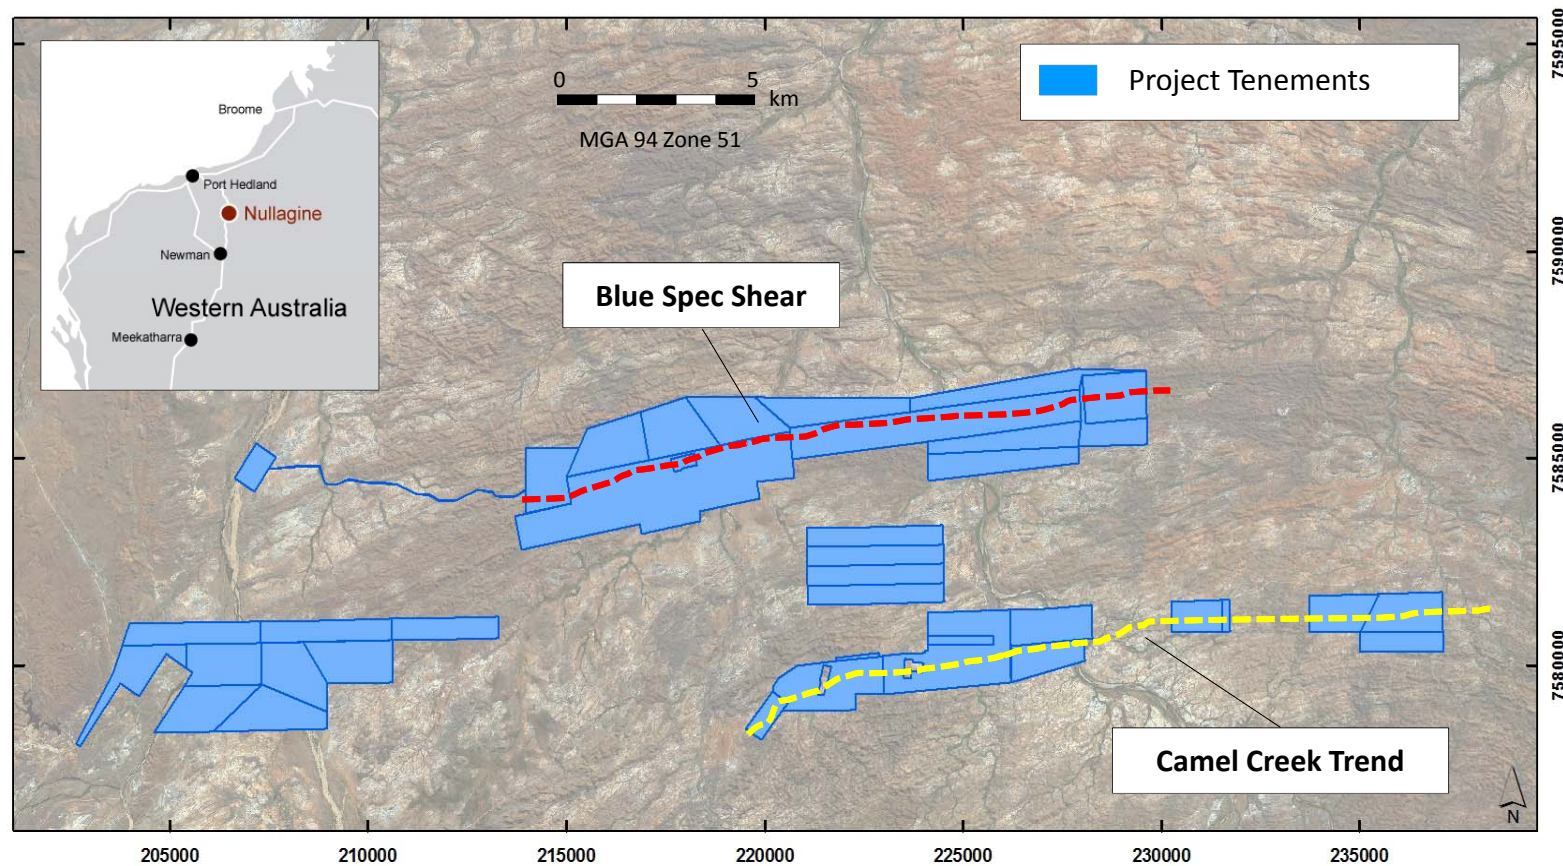 0 5
km
MGA 94 Zone 51
Project Tenements
Broome
Port Hedland
Nullagine
Newman
Western Australia
Meekatharra
Blue Spec Shear
Camel Creek Trend
N
7595000
7590000
7585000
7580000
205000 210000 215000 220000 225000 230000 235000